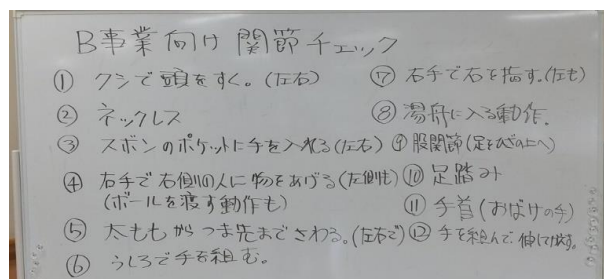 B事業向け関節チェック
① クシで頭をすく。(左右)
② ネックレス
③ ズボンのポケットに手を入れる(左右)
④ 右手で右側の人に物をあげる(左側も)
(ボールを渡す動作も)
⑤ 太ももからつま先までさわる。(左右で)
⑥ うしろで手を組む。
⑦ 右手で右を指す。(左も)
⑧ 湯舟に入る動作.
⑨ 股関節(足をひざの上へ)
⑩ 足踏み
⑪ 手首(おばけの手)
⑫ 手を組んで、伸ばす。